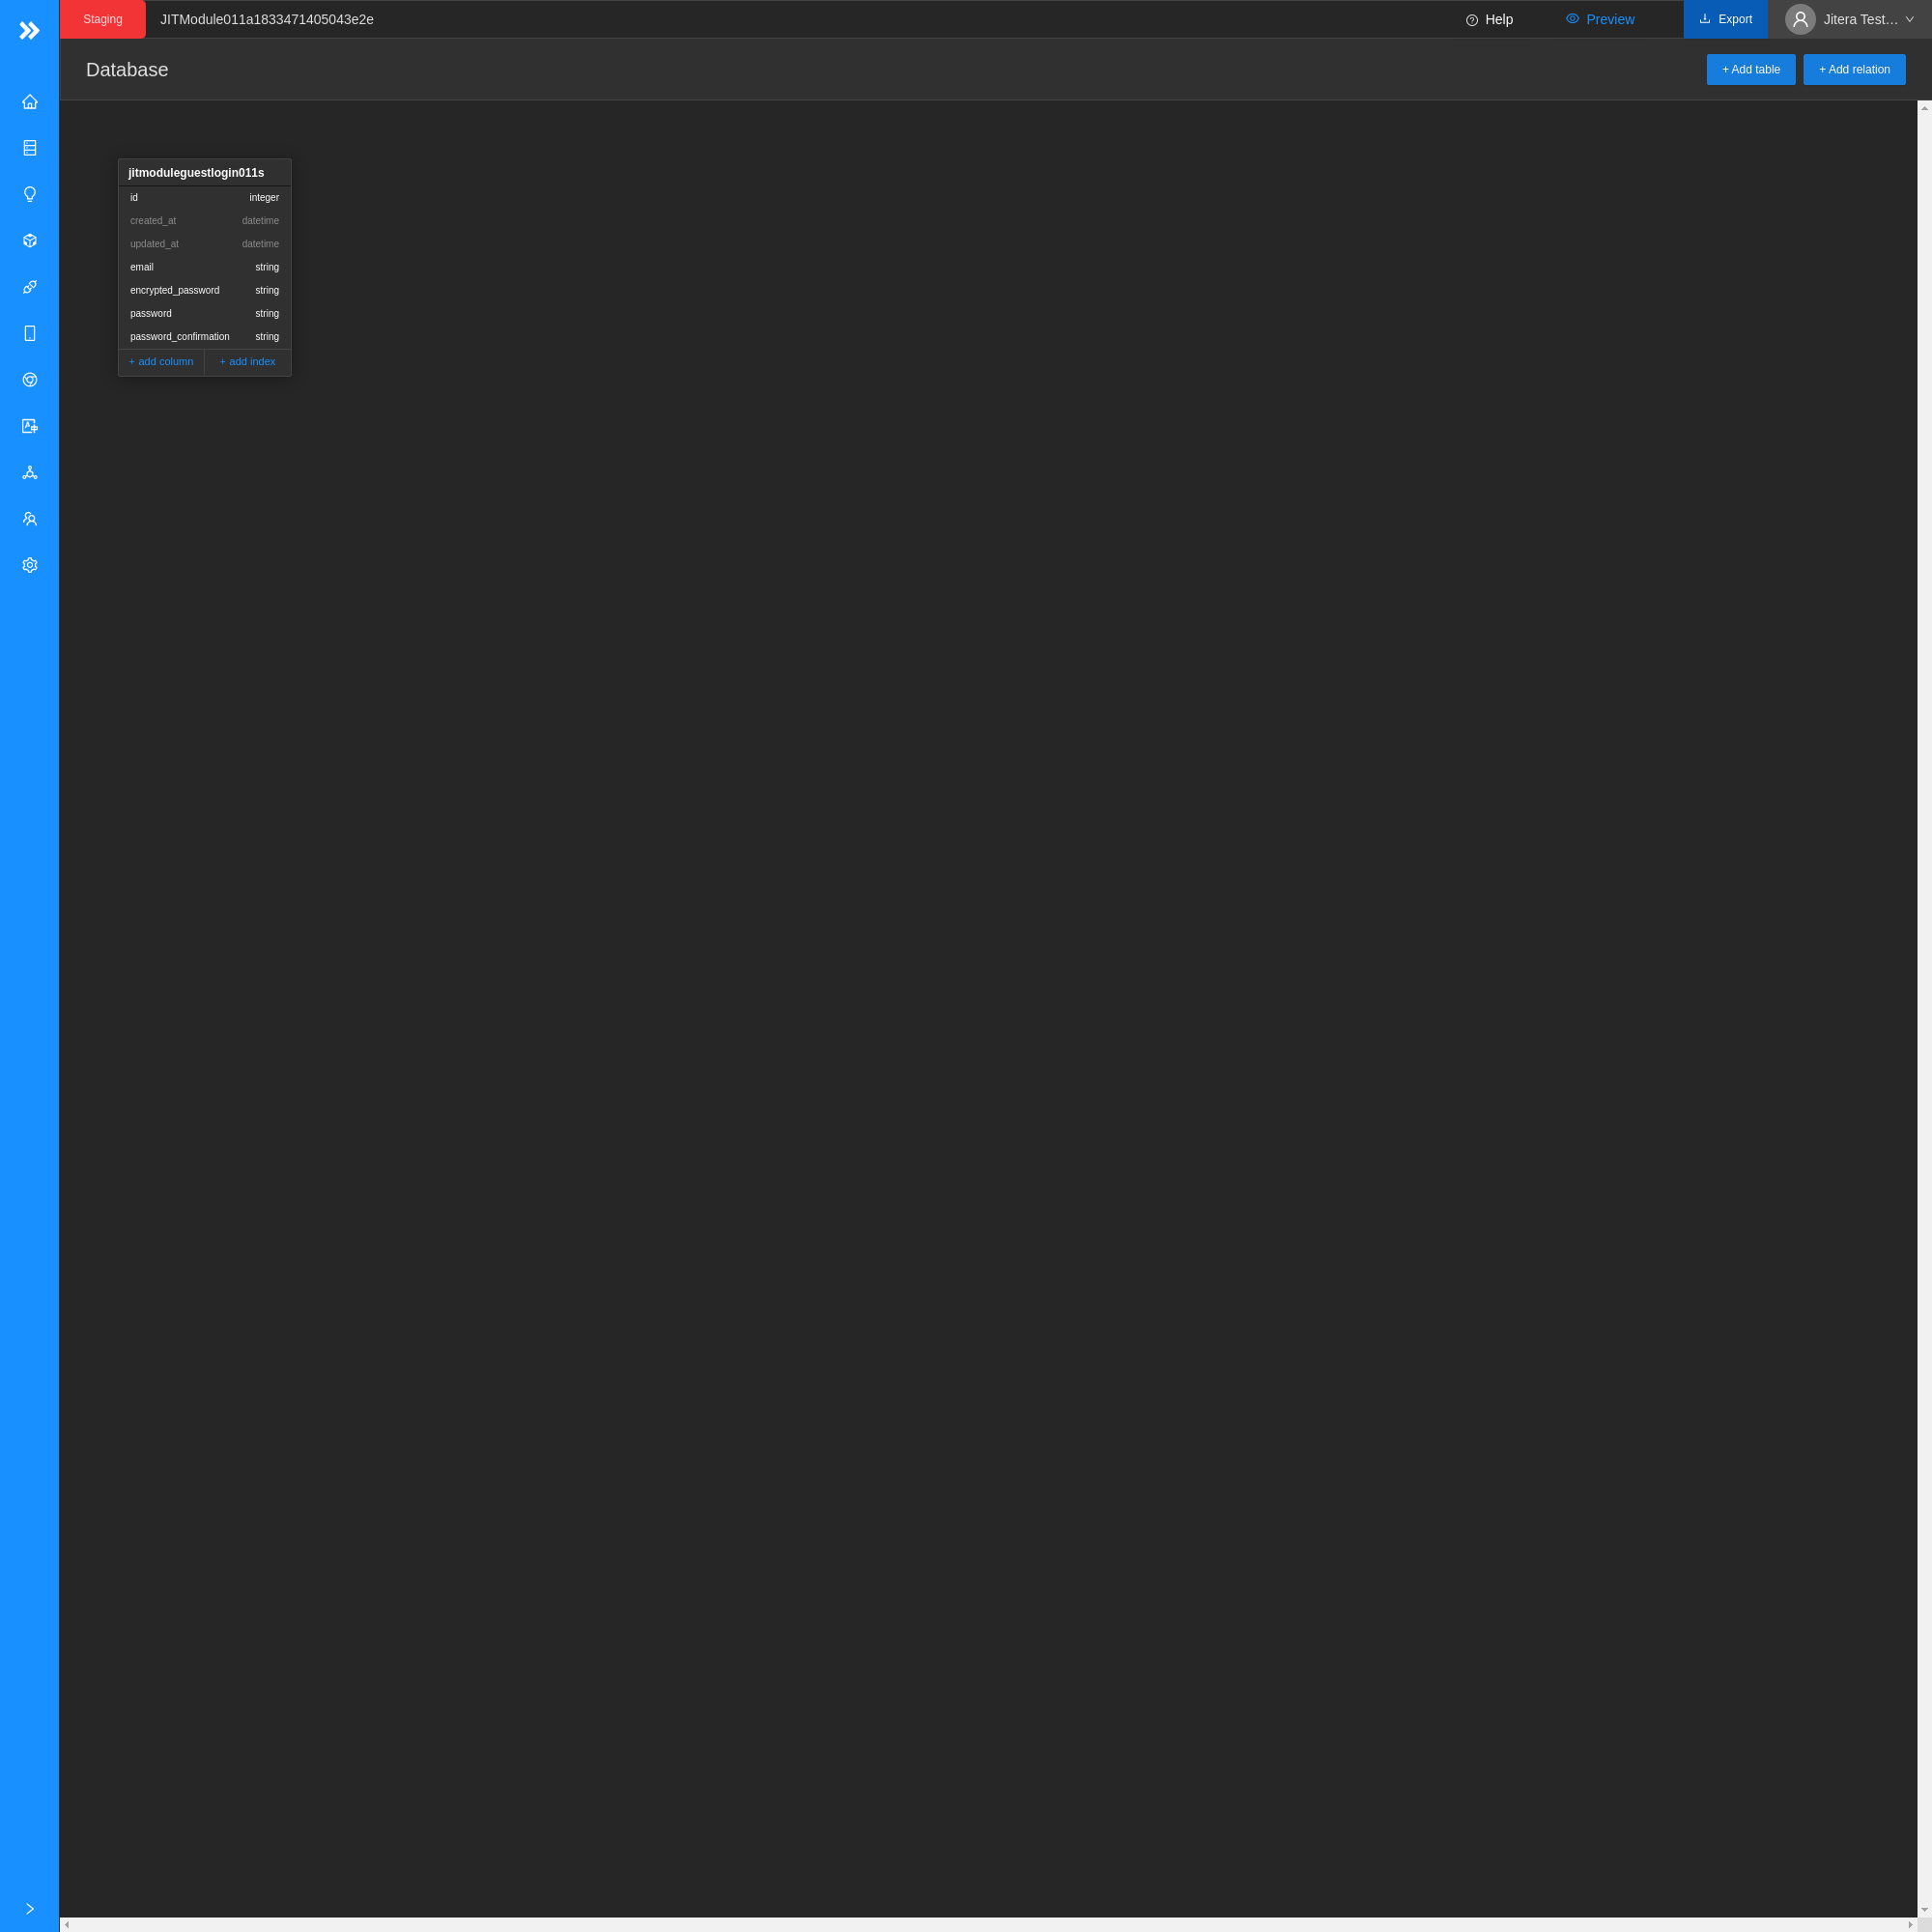 Staging JITModule011a1833471405043e2e Help Preview Export Jitera Test…
Database + Add table + Add relation
jitmoduleguestlogin011s
id integer
created_at datetime
updated_at datetime
email string
encrypted_password string
password string
password_confirmation string
+ add column + add index